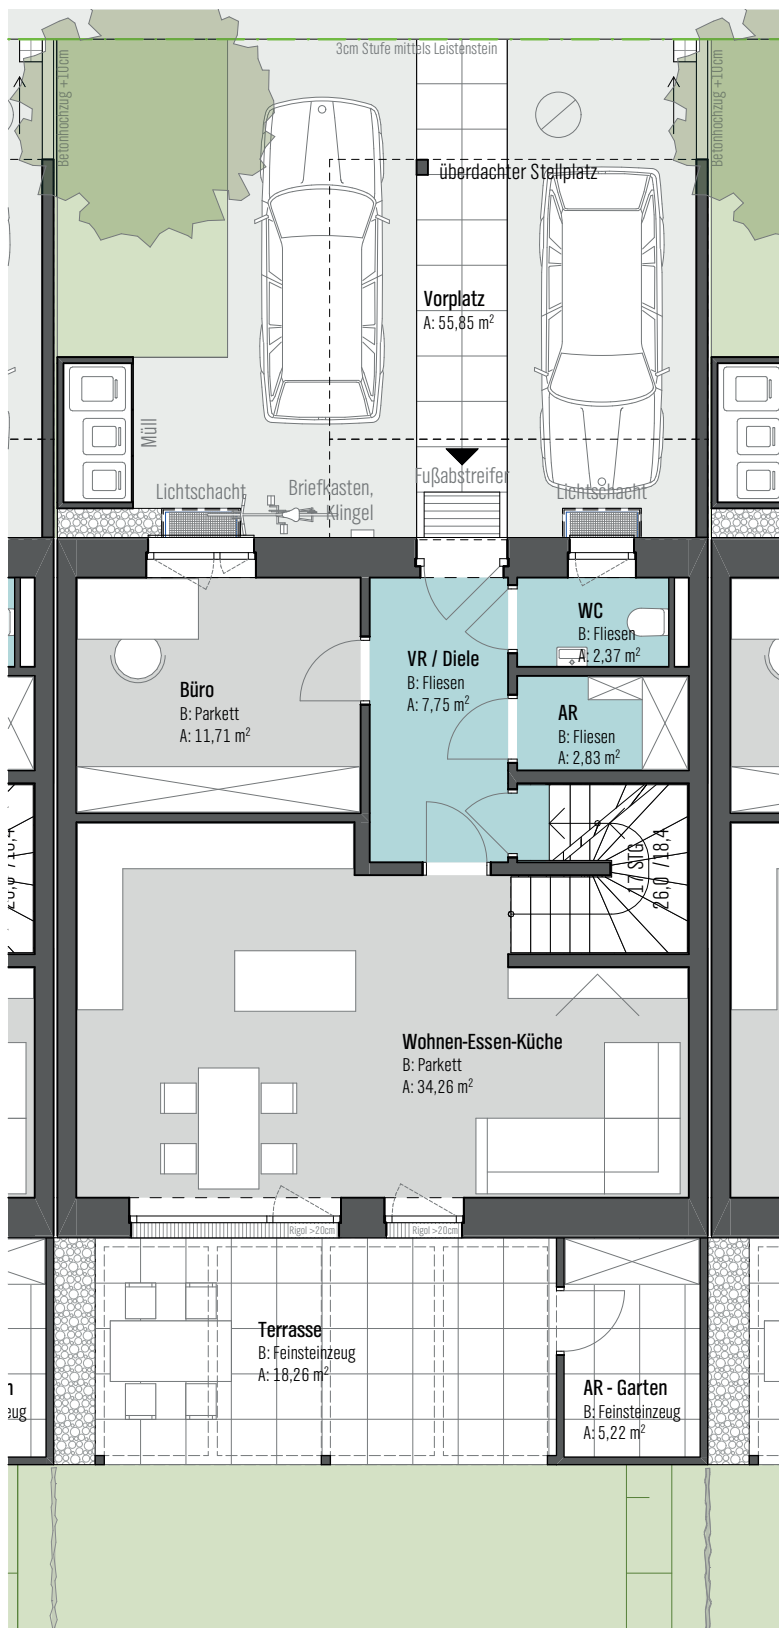 3cm Stufe mittels Leistenstein
Betonhochzug +10cm
Betonhochzug +10cm
überdachter Stellplatz
Vorplatz
A: 55,85 m²
Müll
Lichtschacht
Briefkasten,
Klingel
Fußabstreifer
Lichtschacht
WC
B: Fliesen
A: 2,37 m²
VR / Diele
B: Fliesen
A: 7,75 m²
Büro
B: Parkett
A: 11,71 m²
AR
B: Fliesen
A: 2,83 m²
17 STG
26,0 /18,4
Wohnen-Essen-Küche
B: Parkett
A: 34,26 m²
Rigol >20cm
Rigol >20cm
Terrasse
B: Feinsteinzeug
A: 18,26 m²
AR - Garten
B: Feinsteinzeug
A: 5,22 m²
n
eug